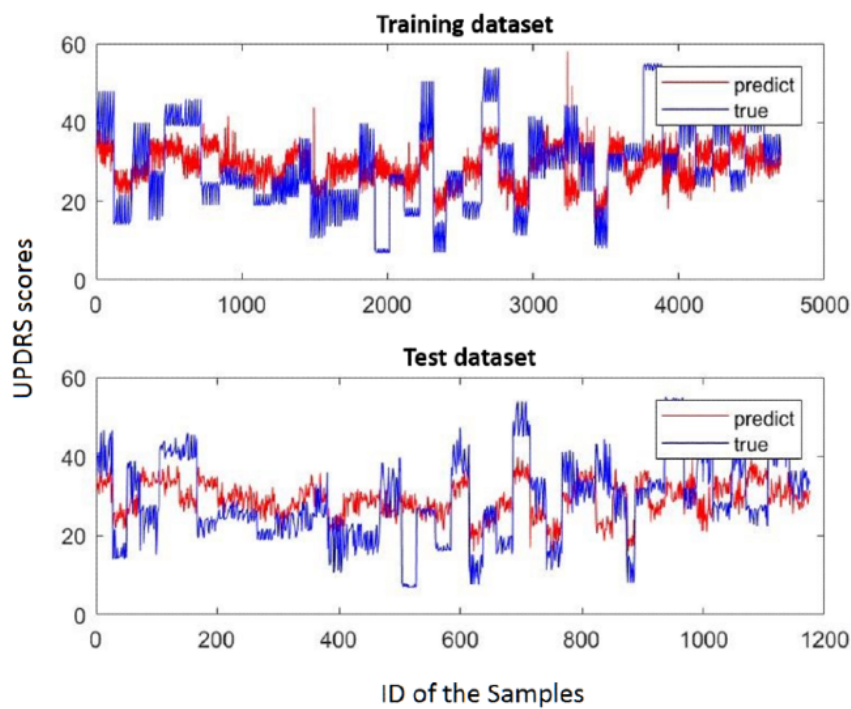 Training dataset
60
40
20
0
predict
true
0 1000 2000 3000 4000 5000
UPDRS scores
Test dataset
60
40
20
0
predict
true
0 200 400 600 800 1000 1200
ID of the Samples